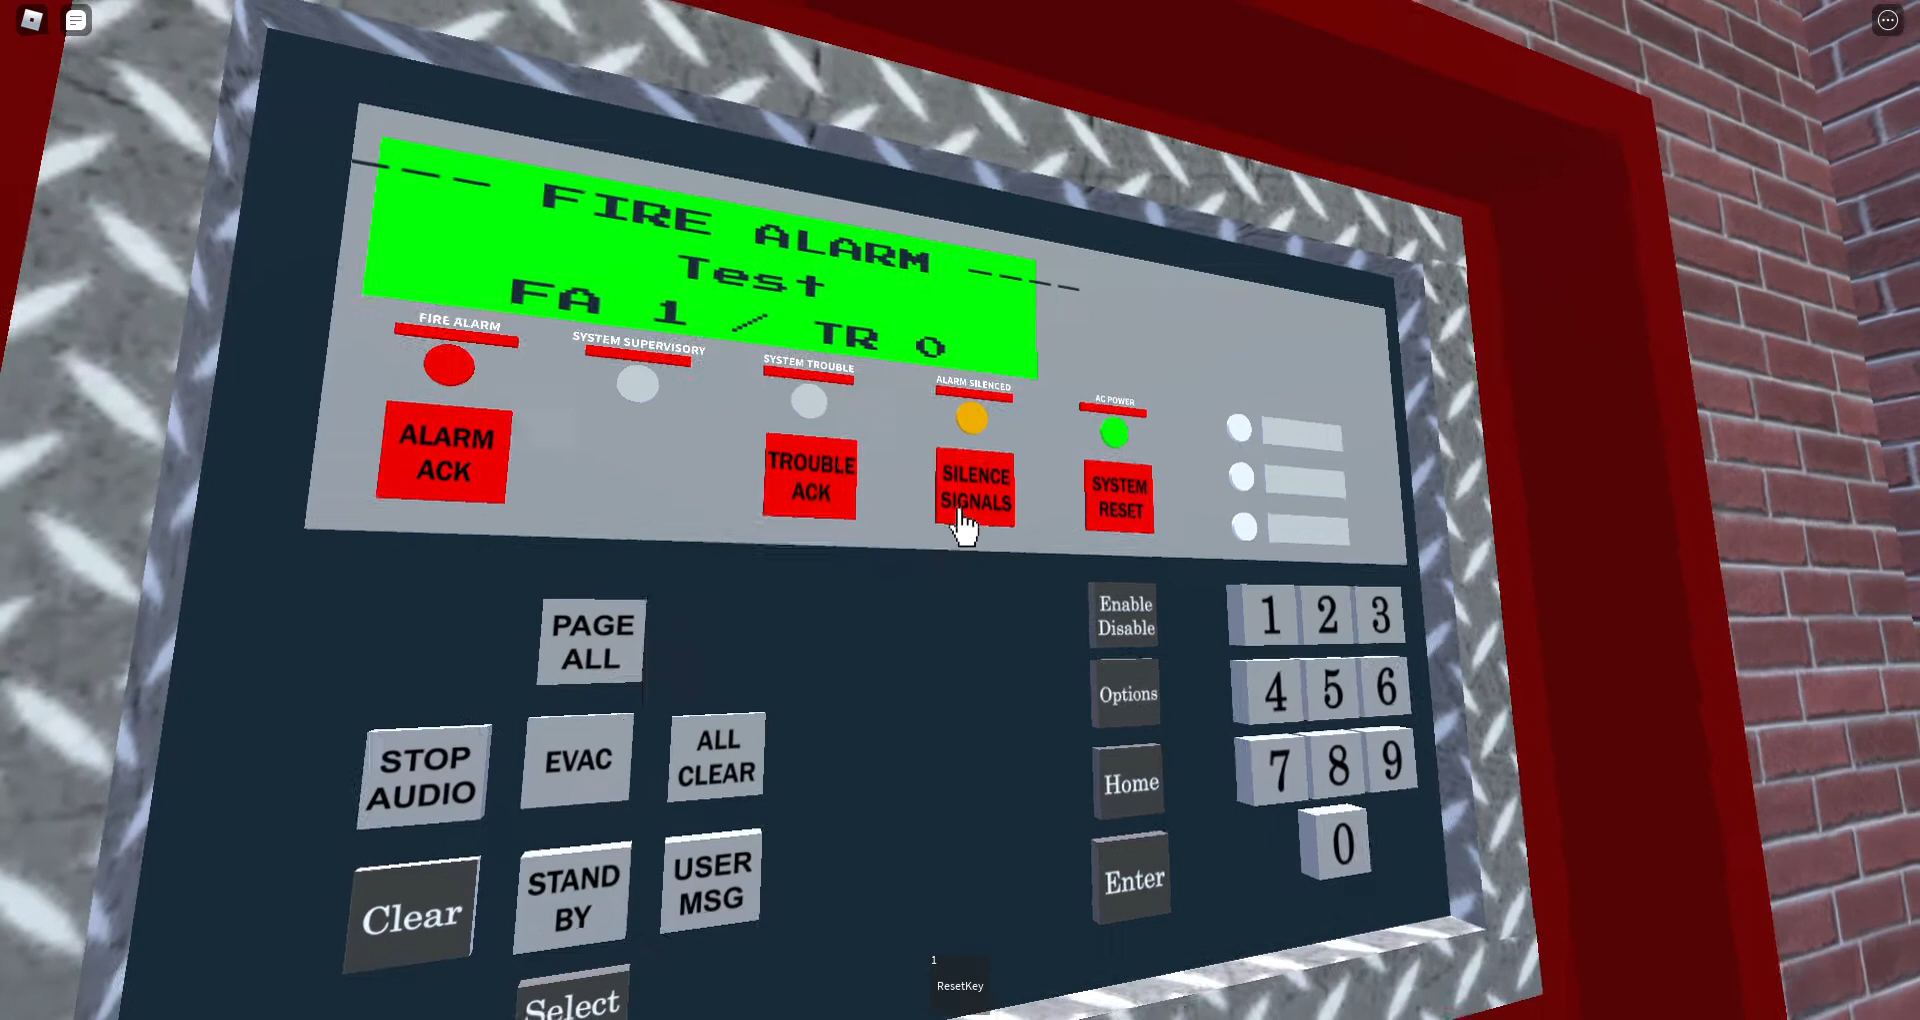 ---- FIRE ALARM ----
Test
FA 1 / TR 0
FIRE ALARM
SYSTEM SUPERVISORY
SYSTEM TROUBLE
ALARM SILENCED
AC POWER
ALARM
ACK
TROUBLE
ACK
SILENCE
SIGNALS
SYSTEM
RESET
PAGE
ALL
STOP
AUDIO
EVAC
ALL
CLEAR
Clear
STAND
BY
USER
MSG
Select
Enable
Disable
Options
Home
Enter
1 2 3
4 5 6
7 8 9
0
1
ResetKey